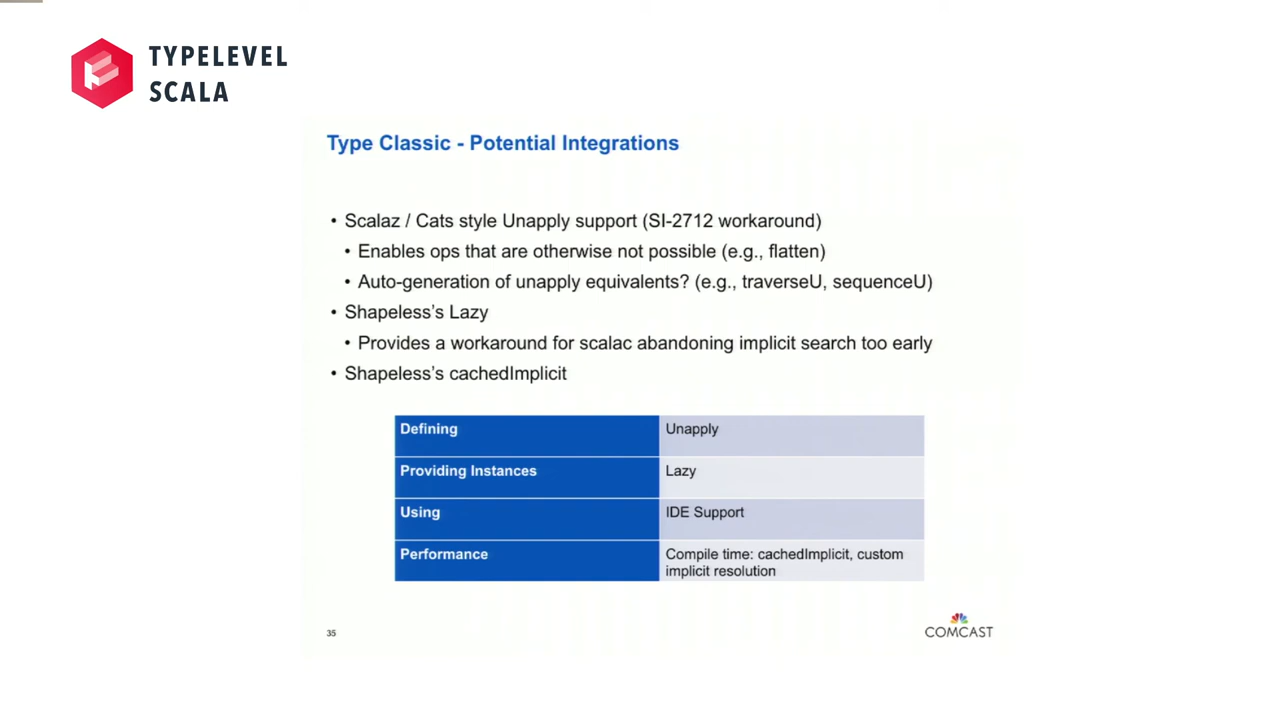 TYPELEVEL
SCALA
Type Classic - Potential Integrations
• Scalaz / Cats style Unapply support (SI-2712 workaround)
• Enables ops that are otherwise not possible (e.g., flatten)
• Auto-generation of unapply equivalents? (e.g., traverseU, sequenceU)
• Shapeless's Lazy
• Provides a workaround for scalac abandoning implicit search too early
• Shapeless's cachedImplicit
Defining Unapply
Providing Instances Lazy
Using IDE Support
Performance Compile time: cachedImplicit, custom
implicit resolution
35
COMCAST